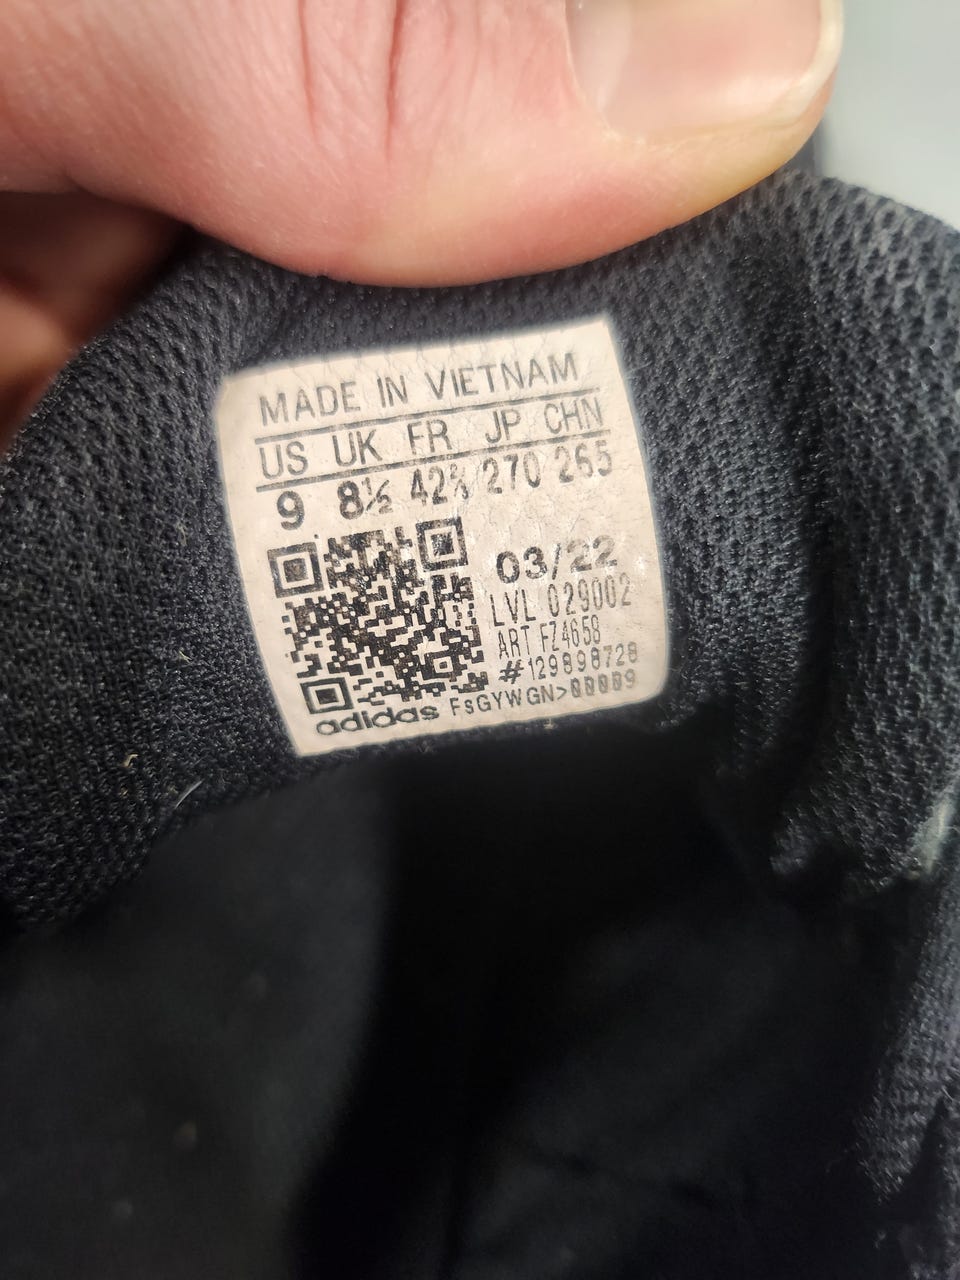 MADE IN VIETNAM
US UK FR JP CHN
9 8½ 42⅔ 270 265
03/22
LVL 029002
ART FZ4658
#129898728
adidas FsGYWGN>00009